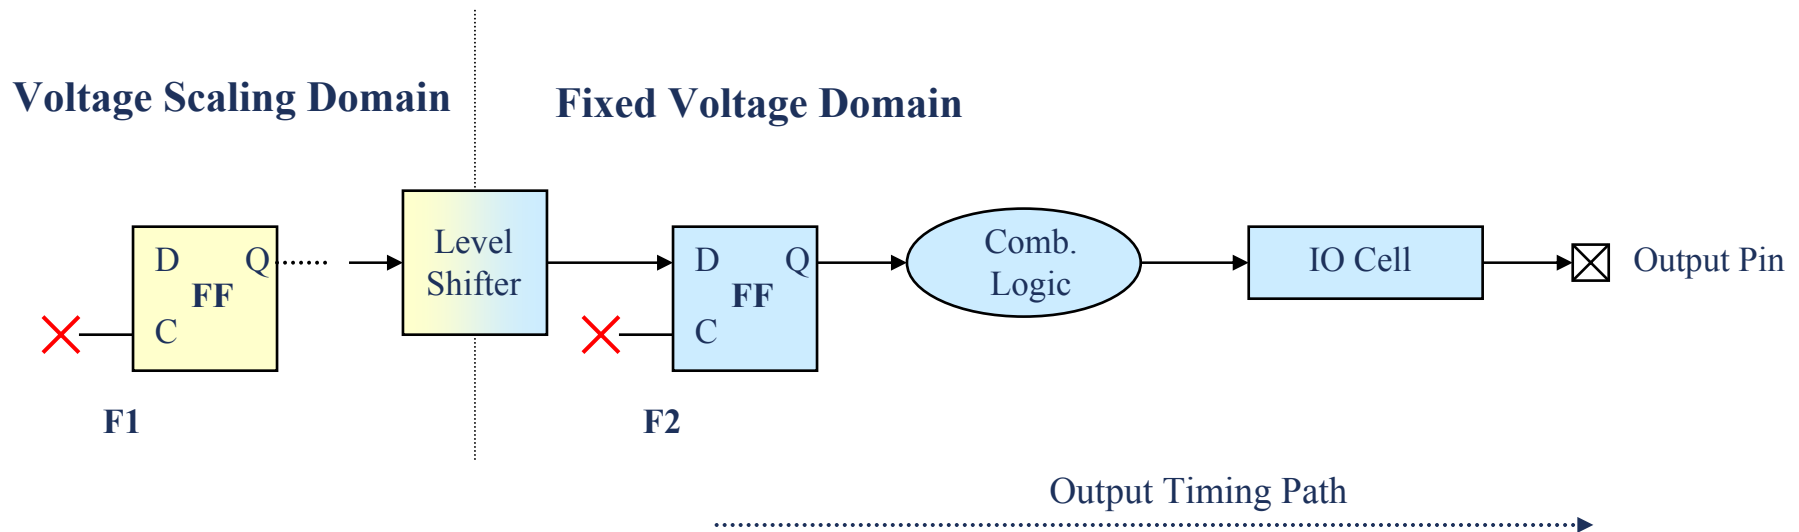 Voltage Scaling Domain
Fixed Voltage Domain
D Q
FF
C
F1
Level
Shifter
D Q
FF
C
F2
Comb.
Logic
IO Cell
Output Pin
Output Timing Path